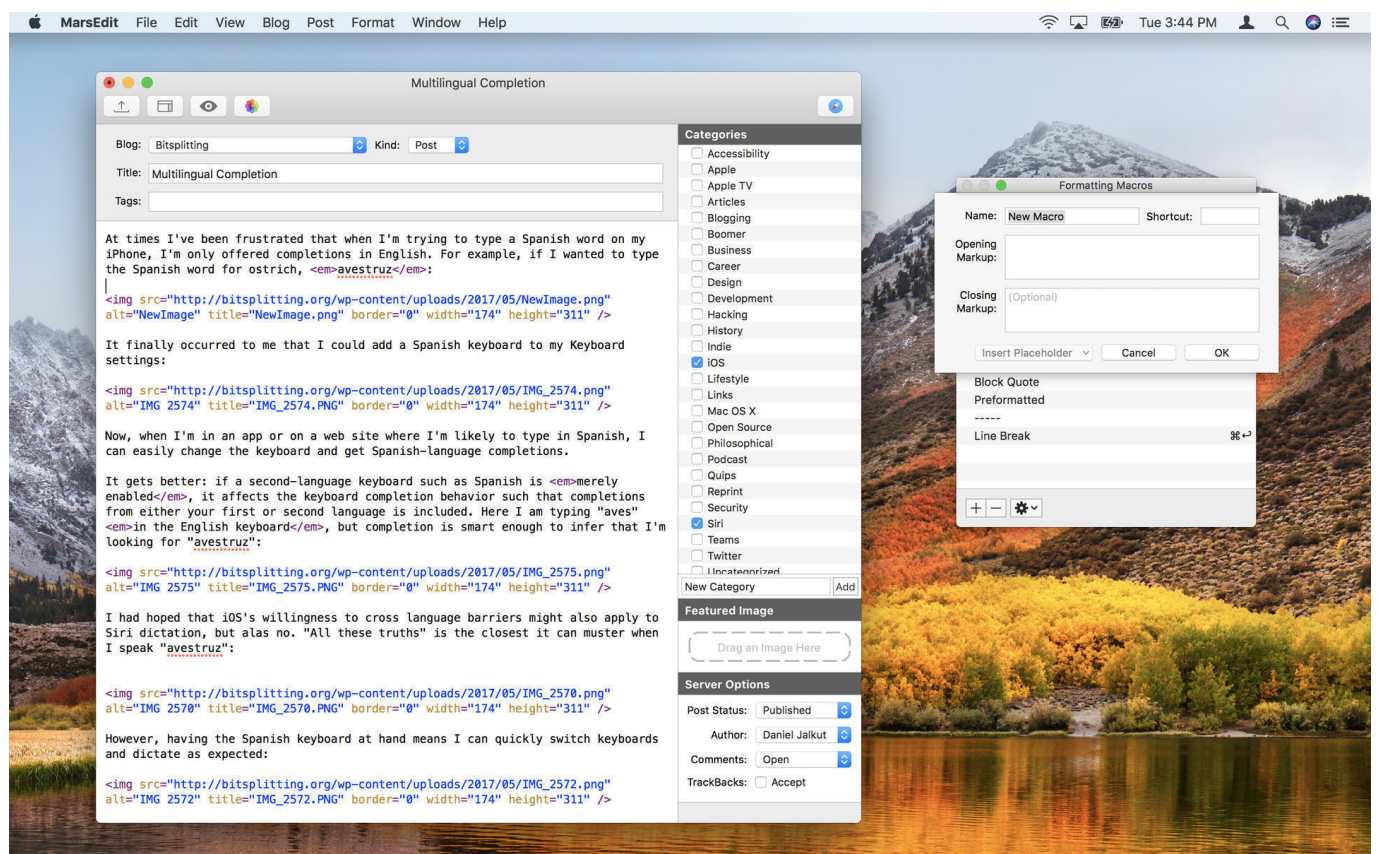 MarsEdit File Edit View Blog Post Format Window Help
Tue 3:44 PM
Multilingual Completion
Blog: Bitsplitting Kind: Post
Title: Multilingual Completion
Tags:
At times I've been frustrated that when I'm trying to type a Spanish word on my
iPhone, I'm only offered completions in English. For example, if I wanted to type
the Spanish word for ostrich, <em>avestruz</em>:
<img src="http://bitsplitting.org/wp-content/uploads/2017/05/NewImage.png"
alt="NewImage" title="NewImage.png" border="0" width="174" height="311" />
It finally occurred to me that I could add a Spanish keyboard to my Keyboard
settings:
<img src="http://bitsplitting.org/wp-content/uploads/2017/05/IMG_2574.png"
alt="IMG 2574" title="IMG_2574.PNG" border="0" width="174" height="311" />
Now, when I'm in an app or on a web site where I'm likely to type in Spanish, I
can easily change the keyboard and get Spanish-language completions.
It gets better: if a second-language keyboard such as Spanish is <em>merely
enabled</em>, it affects the keyboard completion behavior such that completions
from either your first or second language is included. Here I am typing "aves"
<em>in the English keyboard</em>, but completion is smart enough to infer that I'm
looking for "avestruz":
<img src="http://bitsplitting.org/wp-content/uploads/2017/05/IMG_2575.png"
alt="IMG 2575" title="IMG_2575.PNG" border="0" width="174" height="311" />
I had hoped that iOS's willingness to cross language barriers might also apply to
Siri dictation, but alas no. "All these truths" is the closest it can muster when
I speak "avestruz":
<img src="http://bitsplitting.org/wp-content/uploads/2017/05/IMG_2570.png"
alt="IMG 2570" title="IMG_2570.PNG" border="0" width="174" height="311" />
However, having the Spanish keyboard at hand means I can quickly switch keyboards
and dictate as expected:
<img src="http://bitsplitting.org/wp-content/uploads/2017/05/IMG_2572.png"
alt="IMG 2572" title="IMG_2572.PNG" border="0" width="174" height="311" />
Categories
Accessibility
Apple
Apple TV
Articles
Blogging
Boomer
Business
Career
Design
Development
Hacking
History
Indie
iOS
Lifestyle
Links
Mac OS X
Open Source
Philosophical
Podcast
Quips
Reprint
Security
Siri
Teams
Twitter
Uncategorized
New Category Add
Featured Image
Drag an Image Here
Server Options
Post Status: Published
Author: Daniel Jalkut
Comments: Open
TrackBacks: Accept
Formatting Macros
Name: New Macro Shortcut:
Opening
Markup:
Closing (Optional)
Markup:
Insert Placeholder Cancel OK
Block Quote
Preformatted
-----
Line Break ⌘↩